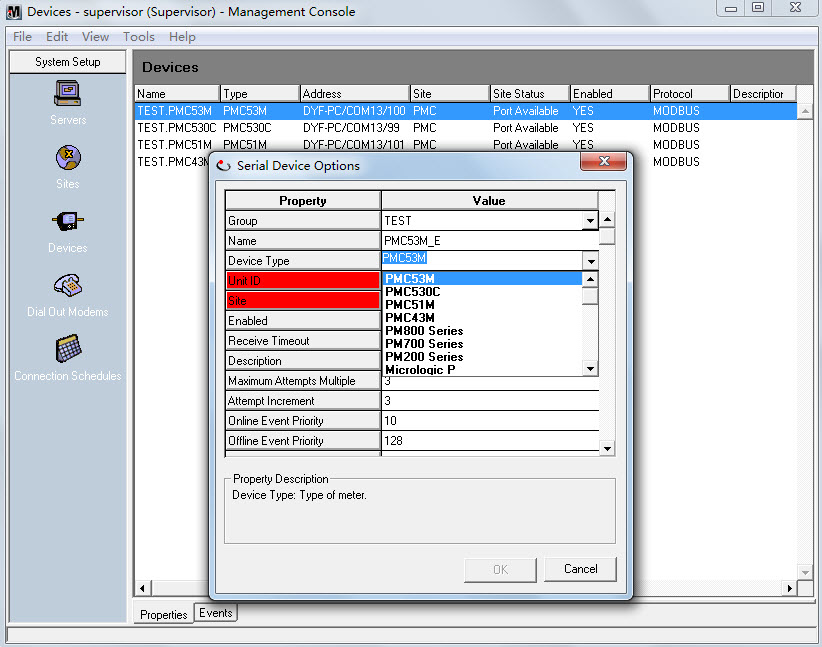 Devices - supervisor (Supervisor) - Management Console
File Edit View Tools Help
System Setup
Servers
Sites
Devices
Dial Out Modems
Connection Schedules
Devices
Name Type Address Site Site Status Enabled Protocol Description
TEST.PMC53M PMC53M DYF-PC/COM13/100 PMC Port Available YES MODBUS
TEST.PMC530C PMC530C DYF-PC/COM13/99 PMC Port Available YES MODBUS
TEST.PMC51M PMC51M DYF-PC/COM13/101 PMC Port Available YES MODBUS
TEST.PMC43M MODBUS
Serial Device Options
Property Value
Group TEST
Name PMC53M_E
Device Type PMC53M
Unit ID
Site
Enabled
Receive Timeout
Description
PMC53M
PMC530C
PMC51M
PMC43M
PM800 Series
PM700 Series
PM200 Series
Micrologic P
Maximum Attempts Multiple 3
Attempt Increment 3
Online Event Priority 10
Offline Event Priority 128
Property Description
Device Type: Type of meter.
OK Cancel
Properties Events